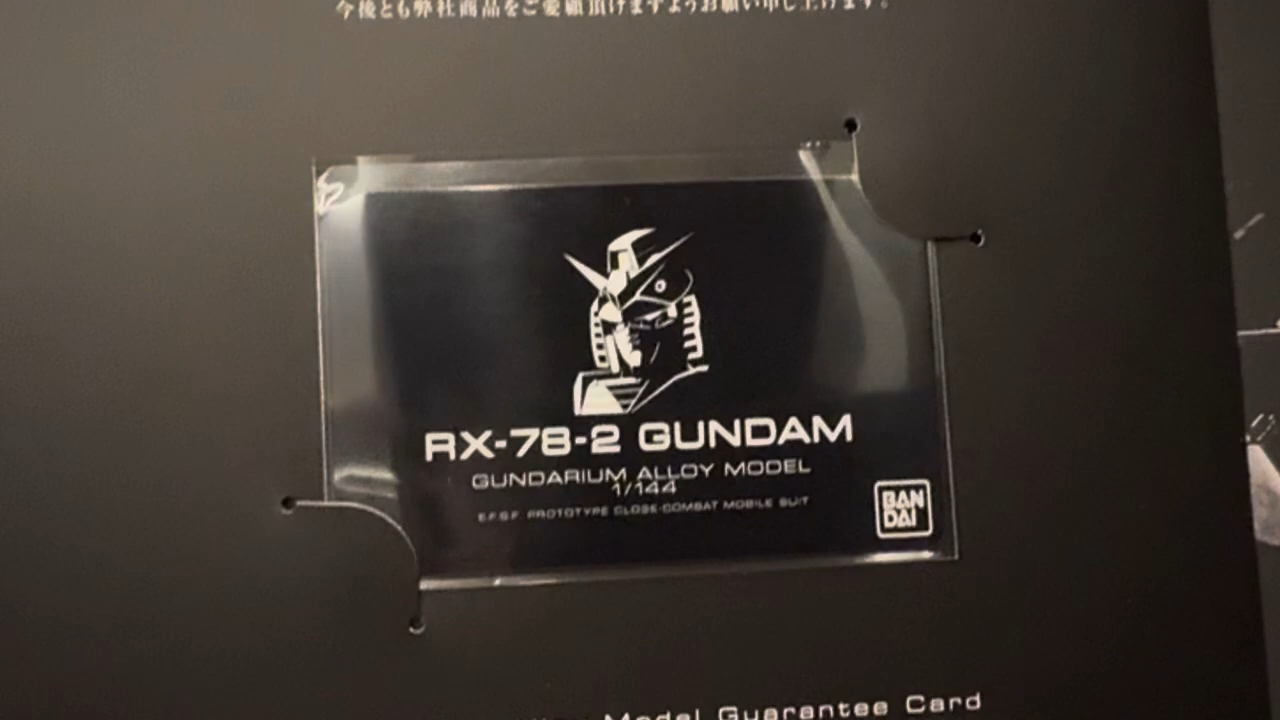 今後とも弊社商品をご愛顧頂けますようお願い申し上げます。
RX-78-2 GUNDAM
GUNDARIUM ALLOY MODEL
1/144
E.F.S.F. PROTOTYPE CLOSE-COMBAT MOBILE SUIT
BAN
DAI
Model Guarantee Card